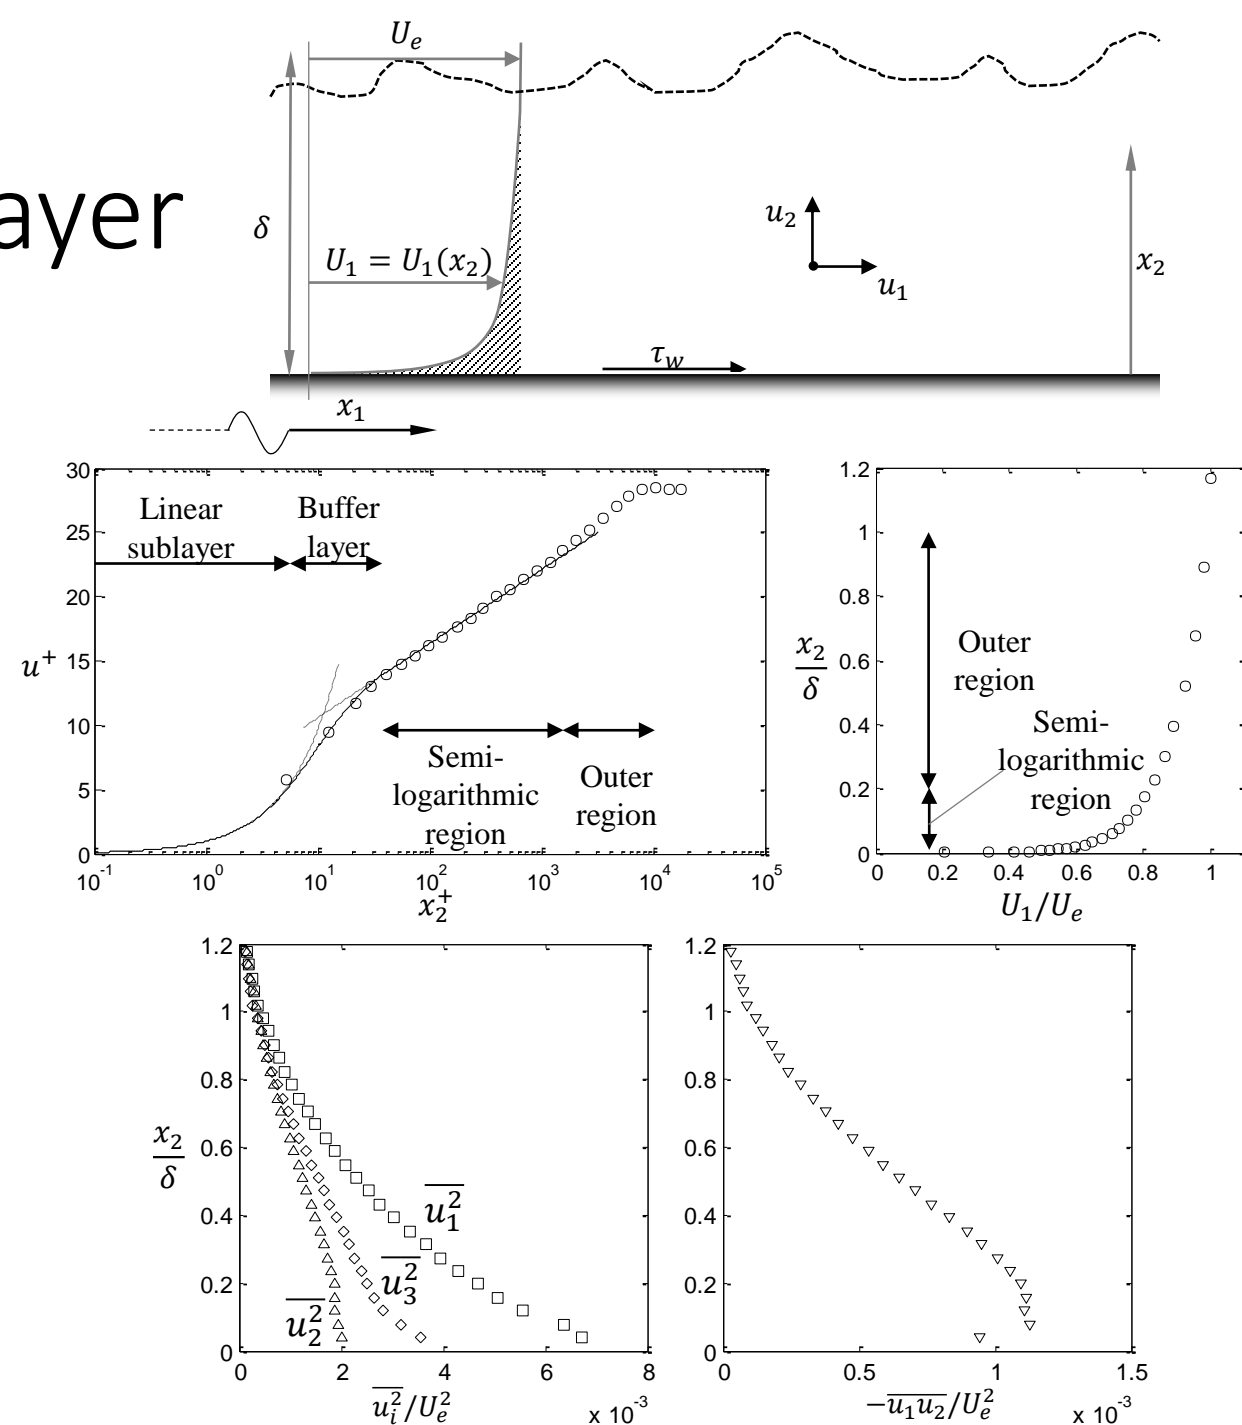 ayer
U_e
δ
U_1 = U_1(x_2)
u_2
u_1
x_2
τ_w
x_1
30
25
20
15
10
5
0
u^+
Linear
sublayer
Buffer
layer
Semi-
logarithmic
region
Outer
region
10^-1
10^0
10^1
10^2
10^3
10^4
10^5
x_2^+
1.2
1
0.8
0.6
0.4
0.2
0
x_2/δ
Outer
region
Semi-
logarithmic
region
0 0.2 0.4 0.6 0.8 1
U_1/U_e
1.2
1
0.8
0.6
0.4
0.2
0
x_2/δ
\overline{u_1^2}
\overline{u_3^2}
\overline{u_2^2}
0 2 4 6 8
\overline{u_i^2}/U_e^2
x 10^-3
1.2
1
0.8
0.6
0.4
0.2
0
0 0.5 1 1.5
-\overline{u_1u_2}/U_e^2
x 10^-3